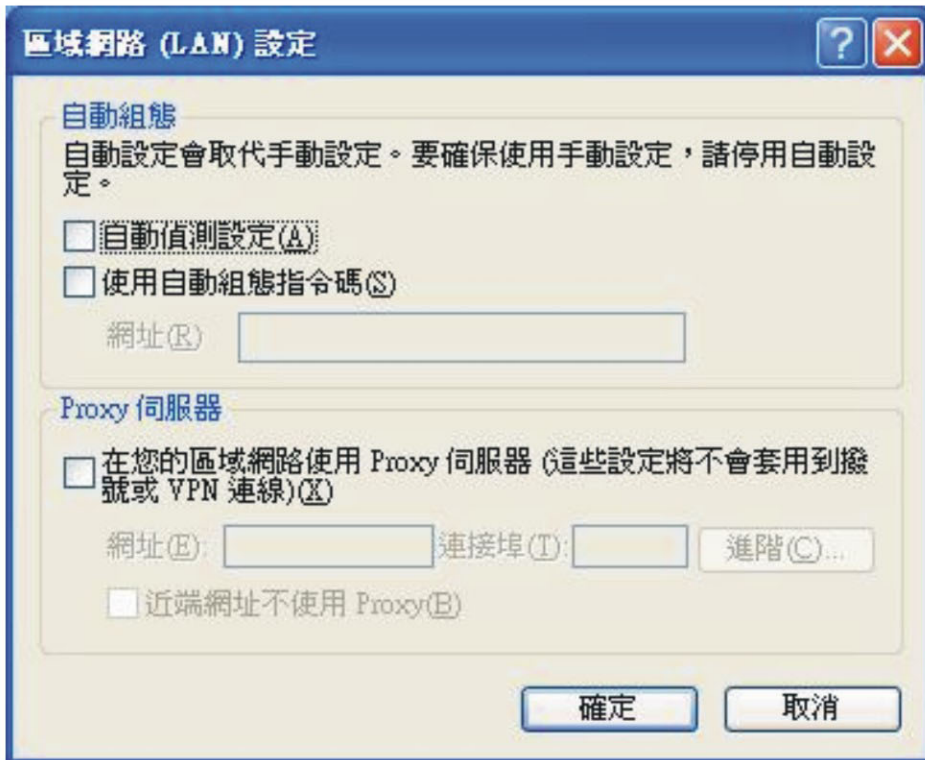 區域網路 (LAN) 設定
自動組態
自動設定會取代手動設定。要確保使用手動設定，請停用自動設
定。
自動偵測設定(A)
使用自動組態指令碼(S)
網址(R)
Proxy 伺服器
在您的區域網路使用 Proxy 伺服器 (這些設定將不會套用到撥
號或 VPN 連線)(X)
網址(E): 連接埠(T): 進階(C)...
近端網址不使用 Proxy(B)
確定 取消